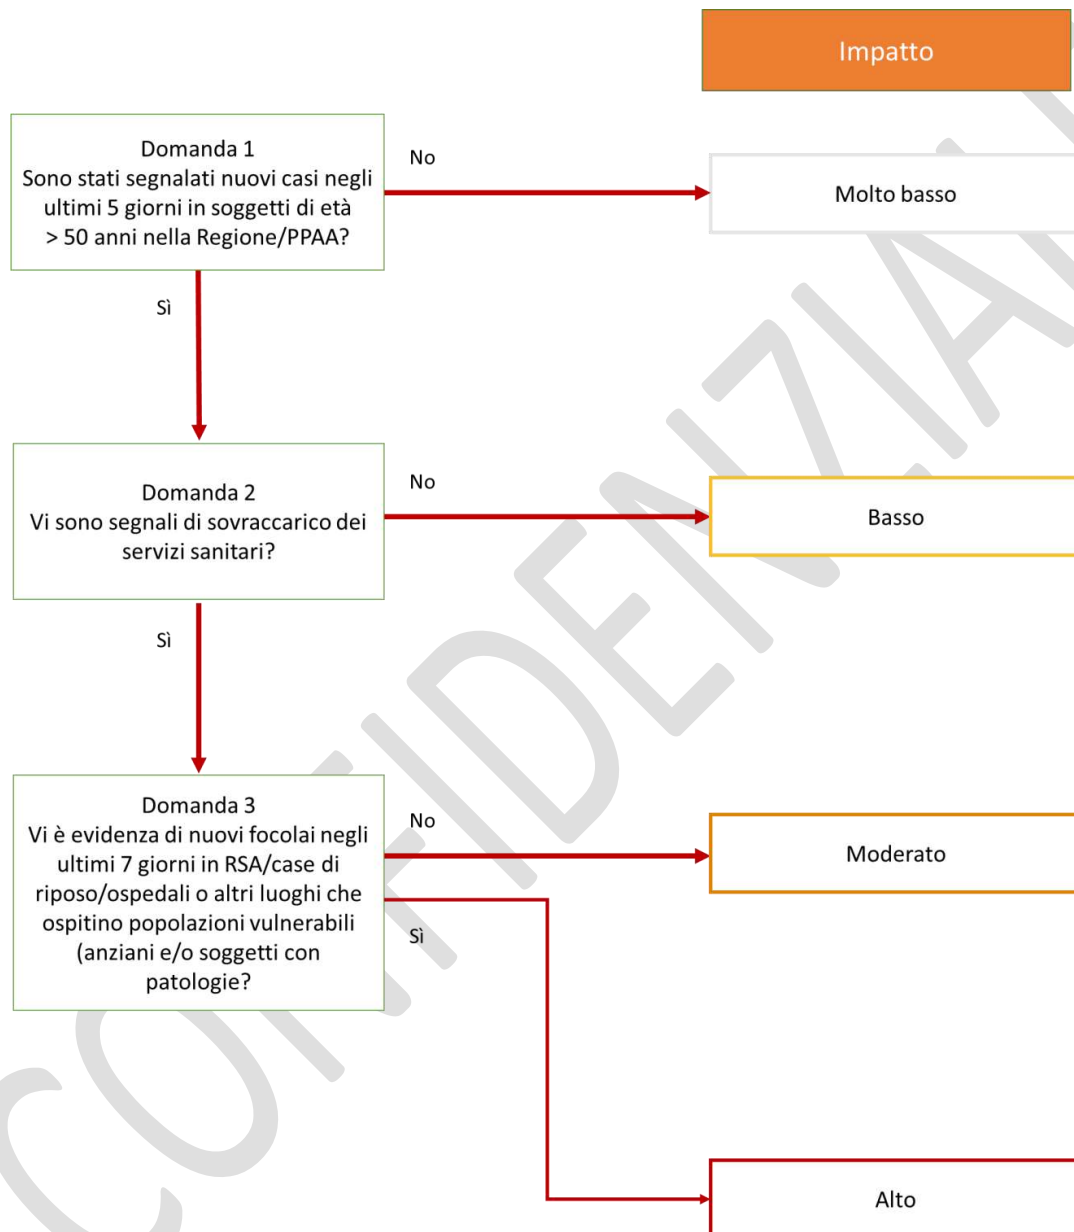 Impatto
Domanda 1
Sono stati segnalati nuovi casi negli
ultimi 5 giorni in soggetti di età
> 50 anni nella Regione/PPAA?
No
Molto basso
Sì
Domanda 2
Vi sono segnali di sovraccarico dei
servizi sanitari?
No
Basso
Sì
Domanda 3
Vi è evidenza di nuovi focolai negli
ultimi 7 giorni in RSA/case di
riposo/ospedali o altri luoghi che
ospitino popolazioni vulnerabili
(anziani e/o soggetti con
patologie?
No
Moderato
Sì
Alto
CONFIDENZIAL